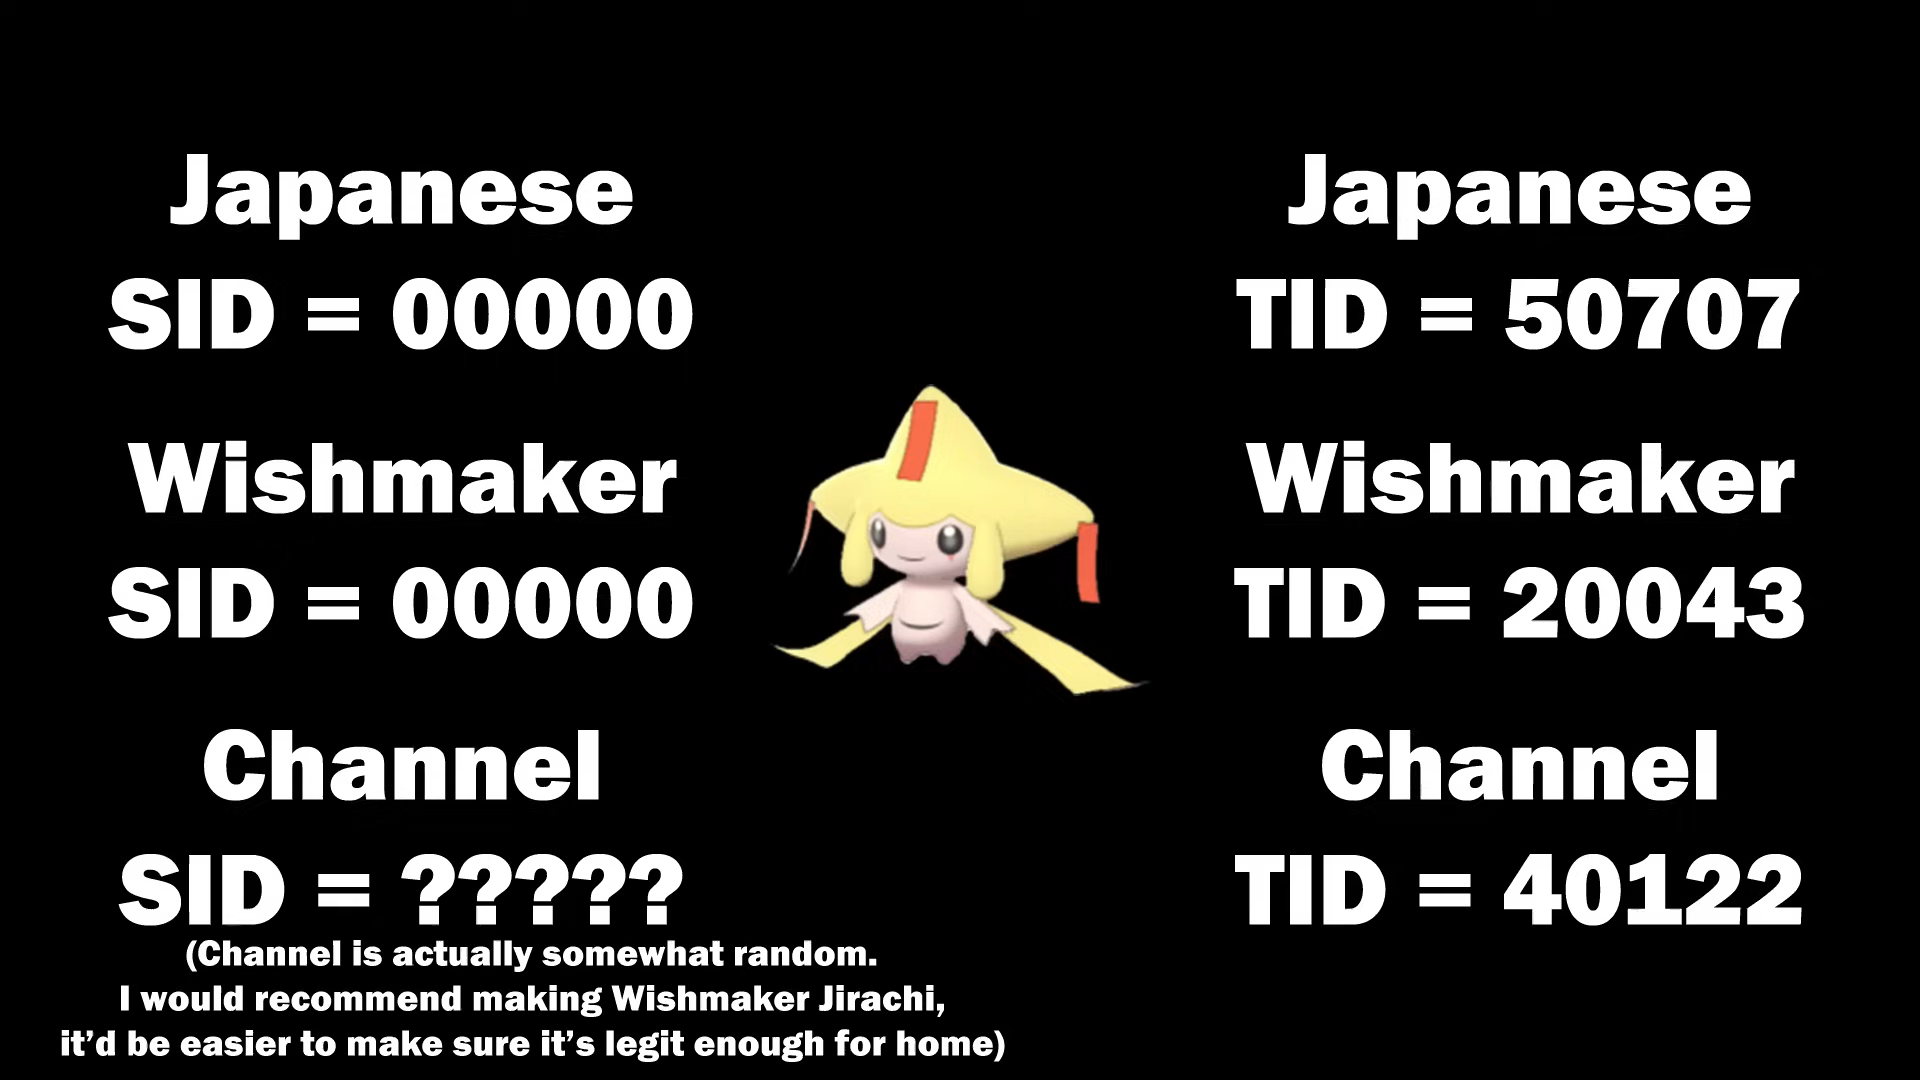 Japanese
SID = 00000
Wishmaker
SID = 00000
Channel
SID = ?????
(Channel is actually somewhat random.
I would recommend making Wishmaker Jirachi,
it’d be easier to make sure it’s legit enough for home)
Japanese
TID = 50707
Wishmaker
TID = 20043
Channel
TID = 40122